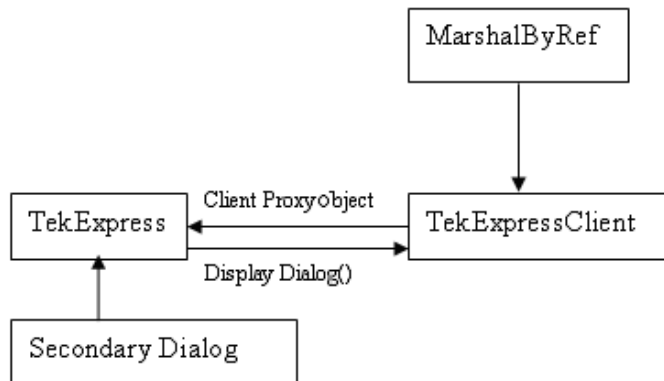 MarshalByRef
Client ProxyObject
TekExpress
TekExpressClient
Display Dialog()
Secondary Dialog